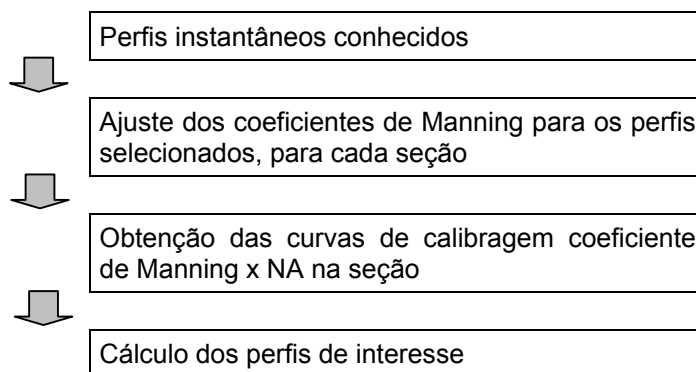 Perfis instantâneos conhecidos
Ajuste dos coeficientes de Manning para os perfis
selecionados, para cada seção
Obtenção das curvas de calibragem coeficiente
de Manning x NA na seção
Cálculo dos perfis de interesse